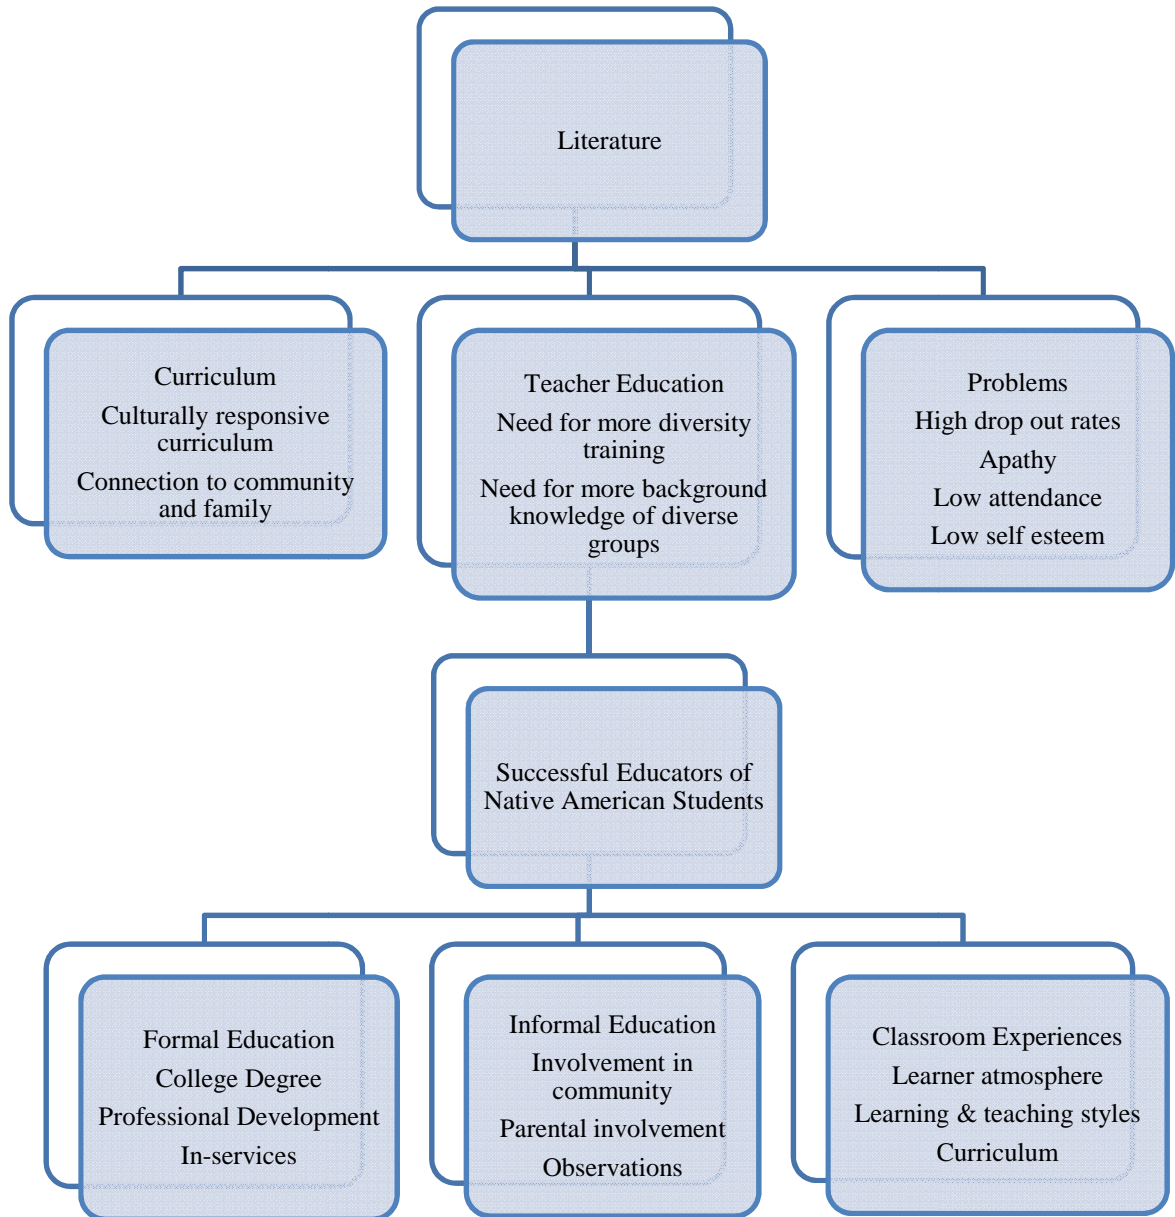 Literature
Curriculum
Culturally responsive
curriculum
Connection to community
and family
Teacher Education
Need for more diversity
training
Need for more background
knowledge of diverse
groups
Problems
High drop out rates
Apathy
Low attendance
Low self esteem
Successful Educators of
Native American Students
Formal Education
College Degree
Professional Development
In-services
Informal Education
Involvement in
community
Parental involvement
Observations
Classroom Experiences
Learner atmosphere
Learning & teaching styles
Curriculum